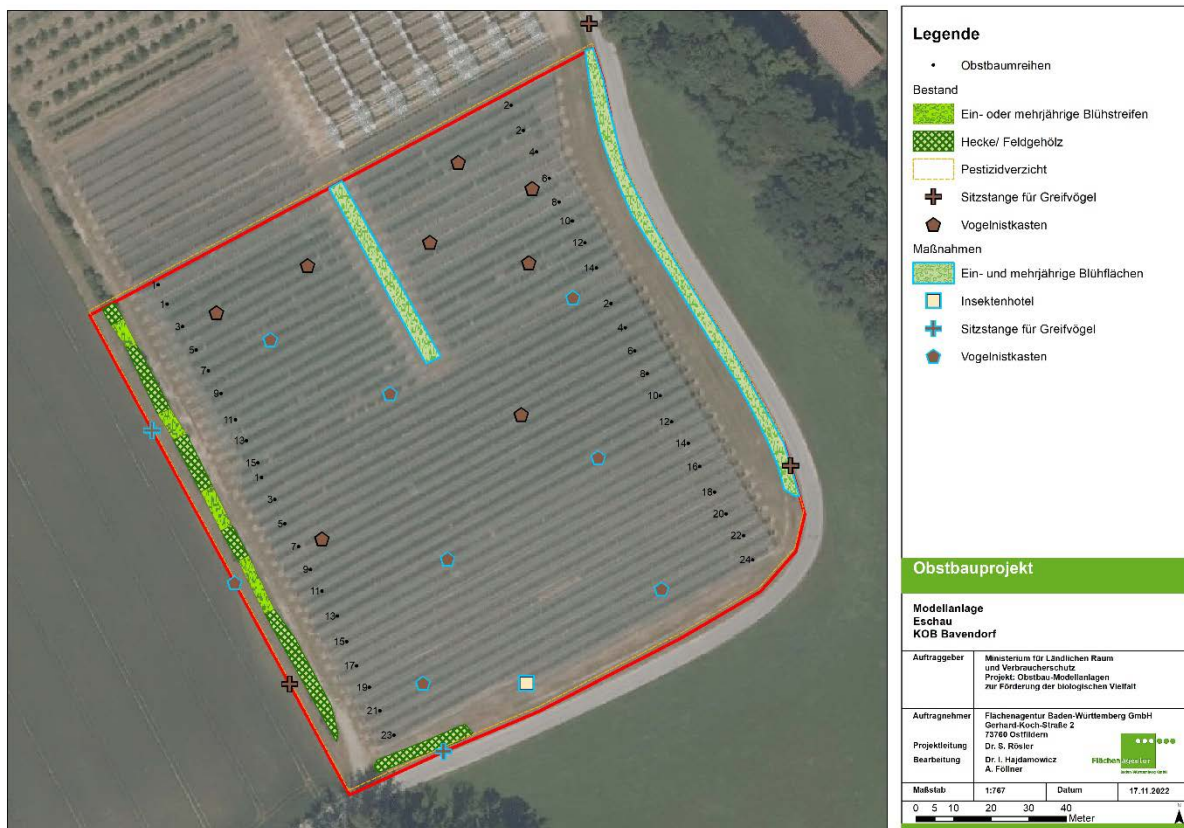 2
2
4
6
8
10
12
14
2
4
6
8
10
12
14
16
18
20
22
24
1
1
3
5
7
9
11
13
15
1
3
5
7
9
11
13
15
17
19
21
23
Legende
Obstbaumreihen
Bestand
Ein- oder mehrjährige Blühstreifen
Hecke/ Feldgehölz
Pestizidverzicht
Sitzstange für Greifvögel
Vogelnistkasten
Maßnahmen
Ein- und mehrjährige Blühflächen
Insektenhotel
Sitzstange für Greifvögel
Vogelnistkasten
Obstbauprojekt
Modellanlage
Eschau
KOB Bavendorf
Auftraggeber Ministerium für Ländlichen Raum
und Verbraucherschutz
Projekt: Obstbau-Modellanlagen
zur Förderung der biologischen Vielfalt
Auftragnehmer Flächenagentur Baden-Württemberg GmbH
Gerhard-Koch-Straße 2
73760 Ostfildern
Projektleitung Dr. S. Rösler
Bearbeitung Dr. I. Hajdamowicz
A. Föllner
Maßstab 1:767 Datum 17.11.2022
0 5 10 20 30 40
Meter